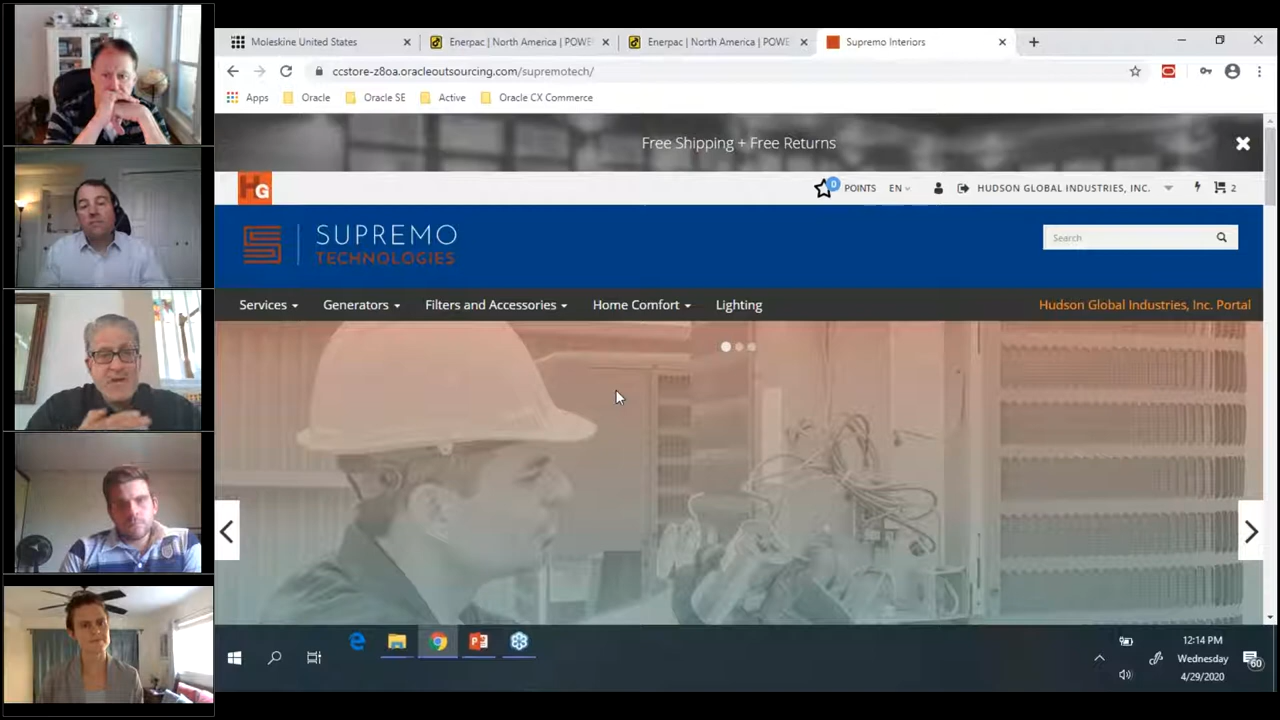 Moleskine United States
Enerpac | North America | POWE
Enerpac | North America | POWE
Supremo Interiors
ccstore-z8oa.oracleoutsourcing.com/supremotech/
Apps
Oracle
Oracle SE
Active
Oracle CX Commerce
Free Shipping + Free Returns
HG
0
POINTS
EN
HUDSON GLOBAL INDUSTRIES, INC.
2
SUPREMO
TECHNOLOGIES
Search
Services
Generators
Filters and Accessories
Home Comfort
Lighting
Hudson Global Industries, Inc. Portal
12:14 PM
Wednesday
4/29/2020
60